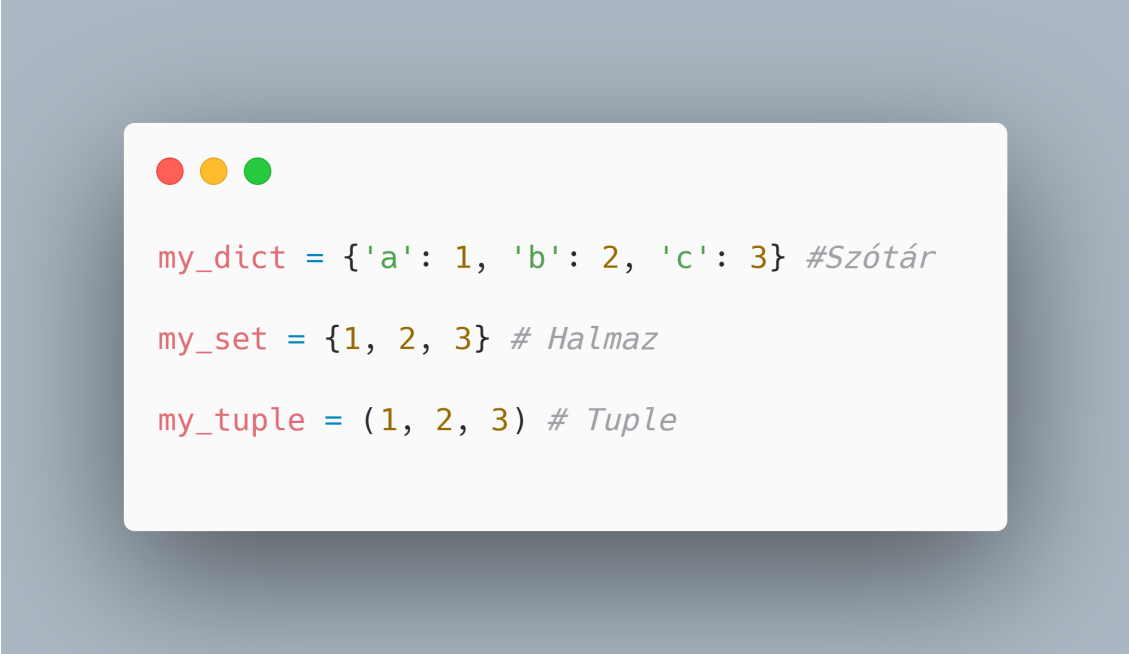 my_dict = {'a': 1, 'b': 2, 'c': 3} #Szótár
my_set = {1, 2, 3} # Halmaz
my_tuple = (1, 2, 3) # Tuple